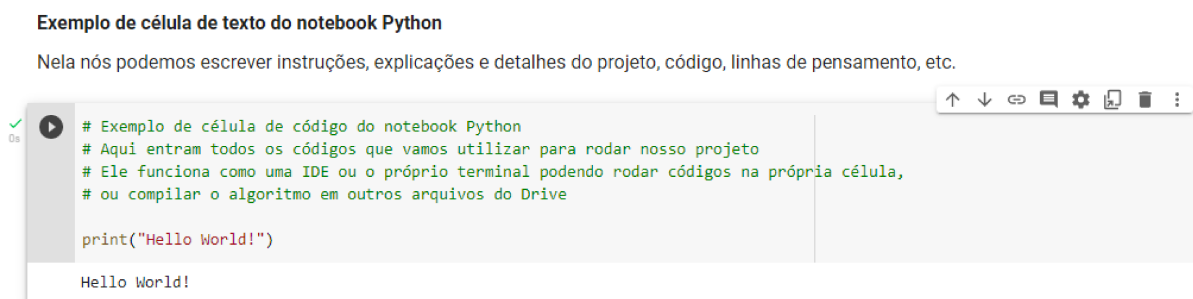 Exemplo de célula de texto do notebook Python
Nela nós podemos escrever instruções, explicações e detalhes do projeto, código, linhas de pensamento, etc.
# Exemplo de célula de código do notebook Python
0s
# Aqui entram todos os códigos que vamos utilizar para rodar nosso projeto
# Ele funciona como uma IDE ou o próprio terminal podendo rodar códigos na própria célula,
# ou compilar o algoritmo em outros arquivos do Drive
print("Hello World!")
Hello World!